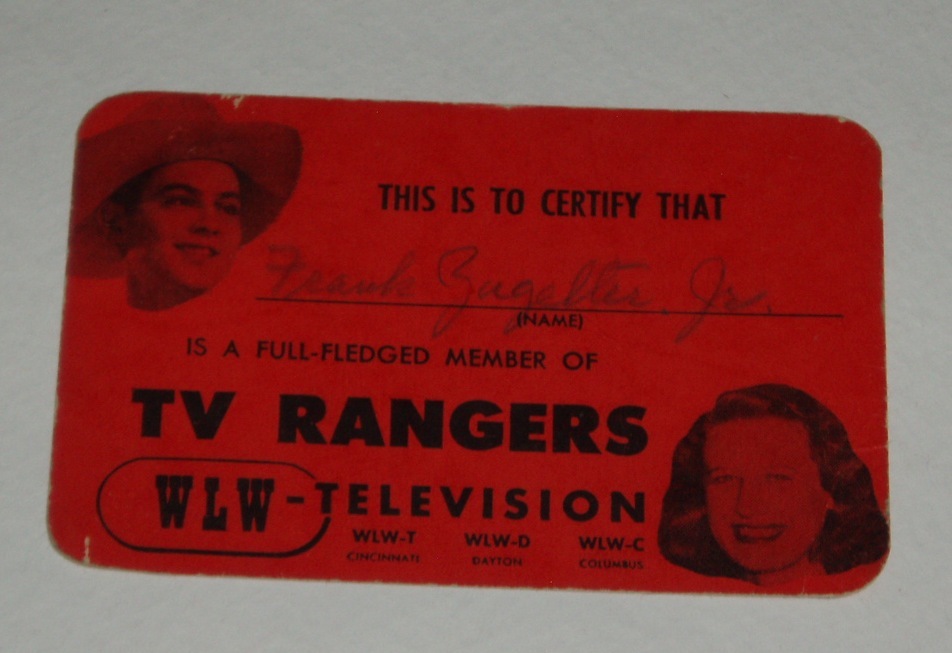 THIS IS TO CERTIFY THAT
Frank Zugelter, Jr.
(NAME)
IS A FULL-FLEDGED MEMBER OF
TV RANGERS
WLW-TELEVISION
WLW-T WLW-D WLW-C
CINCINNATI DAYTON COLUMBUS